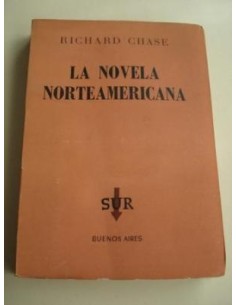 RICHARD CHASE
LA NOVELA
NORTEAMERICANA
SUR
BUENOS AIRES